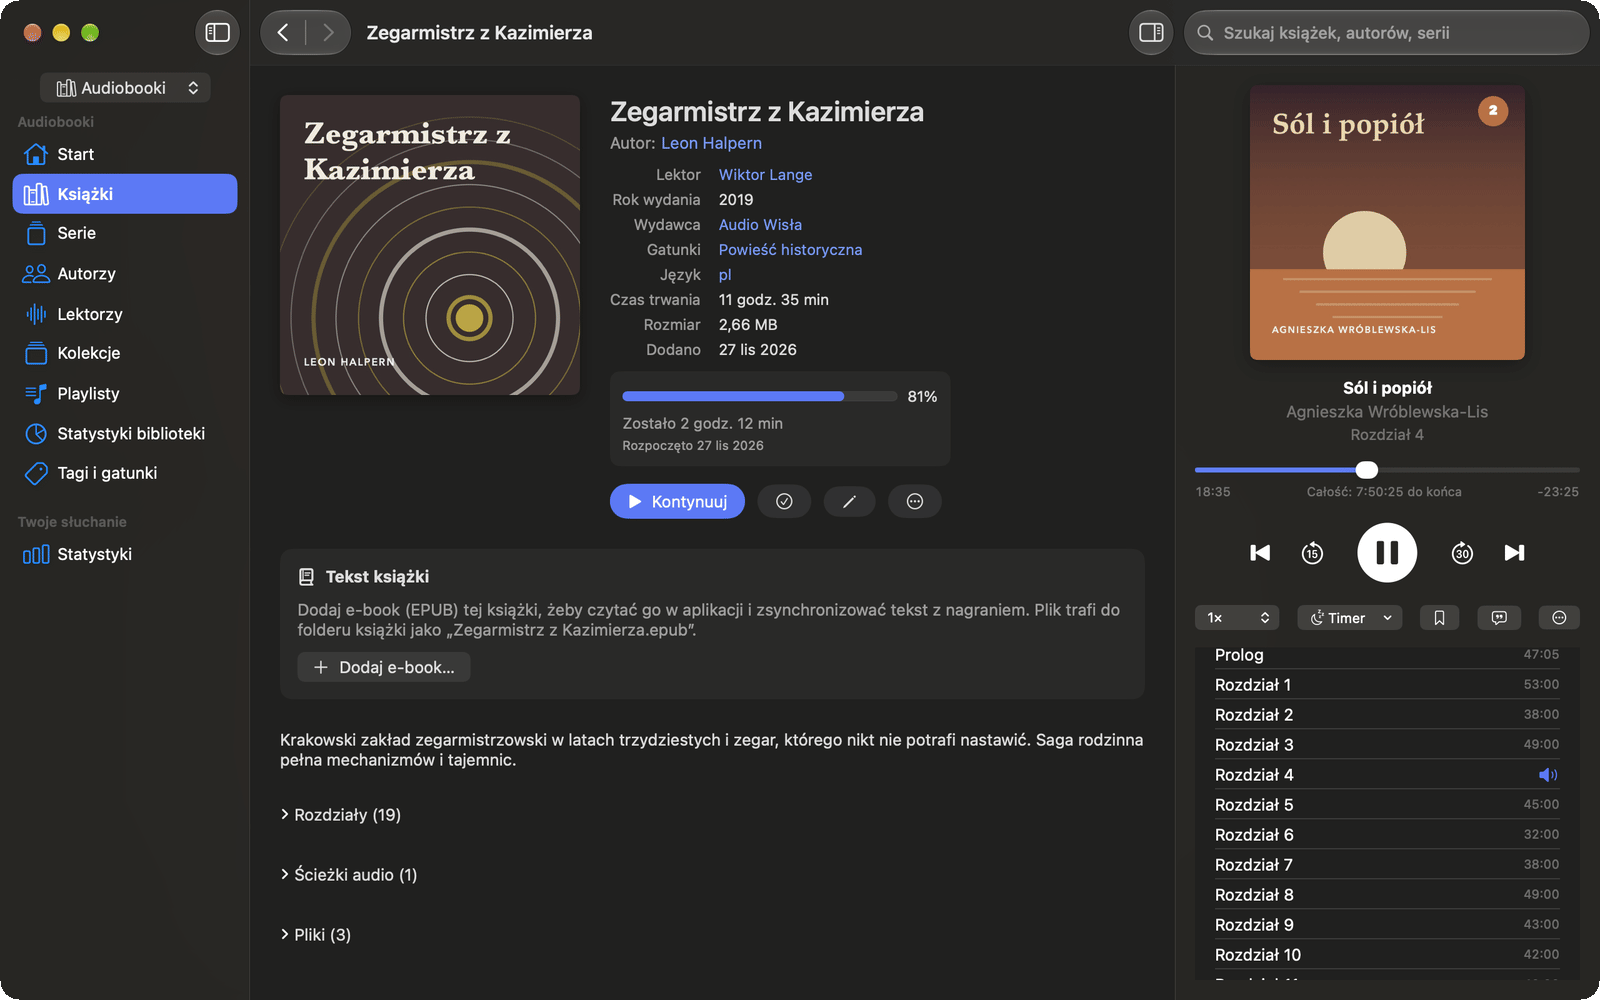 Zegarmistrz z Kazimierza
Szukaj książek, autorów, serii
Audiobooki
Audiobooki
Start
Książki
Serie
Autorzy
Lektorzy
Kolekcje
Playlisty
Statystyki biblioteki
Tagi i gatunki
Twoje słuchanie
Statystyki
Zegarmistrz z
Kazimierza
LEON HALPERN
Zegarmistrz z Kazimierza
Autor: Leon Halpern
Lektor Wiktor Lange
Rok wydania 2019
Wydawca Audio Wisła
Gatunki Powieść historyczna
Język pl
Czas trwania 11 godz. 35 min
Rozmiar 2,66 MB
Dodano 27 lis 2026
81%
Zostało 2 godz. 12 min
Rozpoczęto 27 lis 2026
Kontynuuj
Tekst książki
Dodaj e-book (EPUB) tej książki, żeby czytać go w aplikacji i zsynchronizować tekst z nagraniem. Plik trafi do
folderu książki jako „Zegarmistrz z Kazimierza.epub”.
Dodaj e-book...
Krakowski zakład zegarmistrzowski w latach trzydziestych i zegar, którego nikt nie potrafi nastawić. Saga rodzinna
pełna mechanizmów i tajemnic.
Rozdziały (19)
Ścieżki audio (1)
Pliki (3)
Sól i popiół
2
AGNIESZKA WRÓBLEWSKA-LIS
Sól i popiół
Agnieszka Wróblewska-Lis
Rozdział 4
18:35 Całość: 7:50:25 do końca -23:25
15 30
1× Timer
Prolog 47:05
Rozdział 1 53:00
Rozdział 2 38:00
Rozdział 3 49:00
Rozdział 4
Rozdział 5 45:00
Rozdział 6 32:00
Rozdział 7 38:00
Rozdział 8 49:00
Rozdział 9 43:00
Rozdział 10 42:00